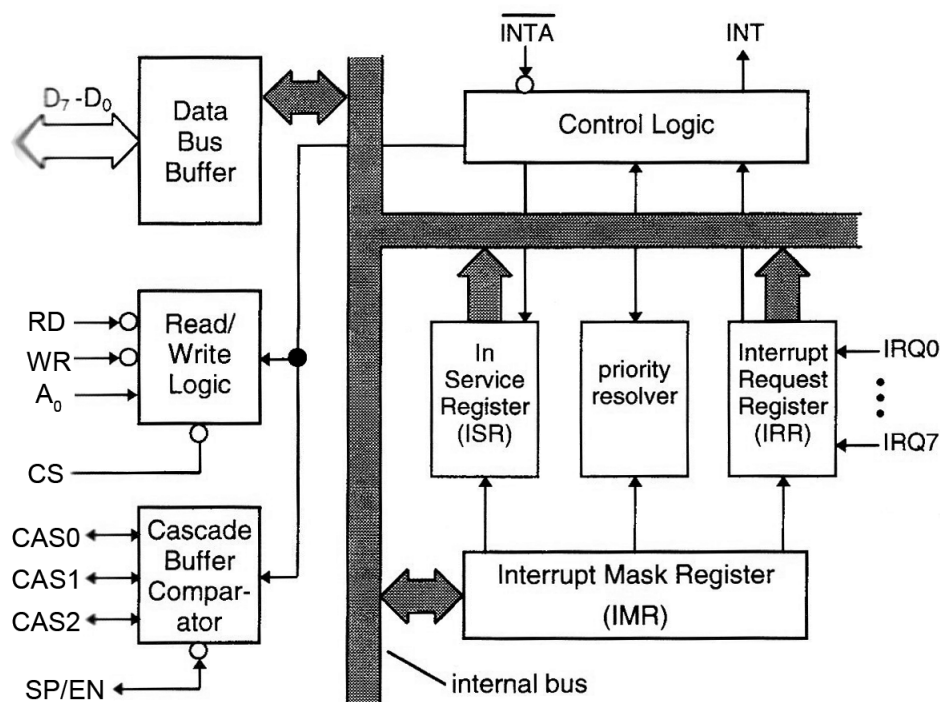 INTA
INT
D₇ -D₀
Data
Bus
Buffer
Control Logic
RD
WR
A₀
CS
Read/
Write
Logic
In
Service
Register
(ISR)
priority
resolver
Interrupt
Request
Register
(IRR)
IRQ0
IRQ7
CAS0
CAS1
CAS2
SP/EN
Cascade
Buffer
Compar-
ator
Interrupt Mask Register
(IMR)
internal bus